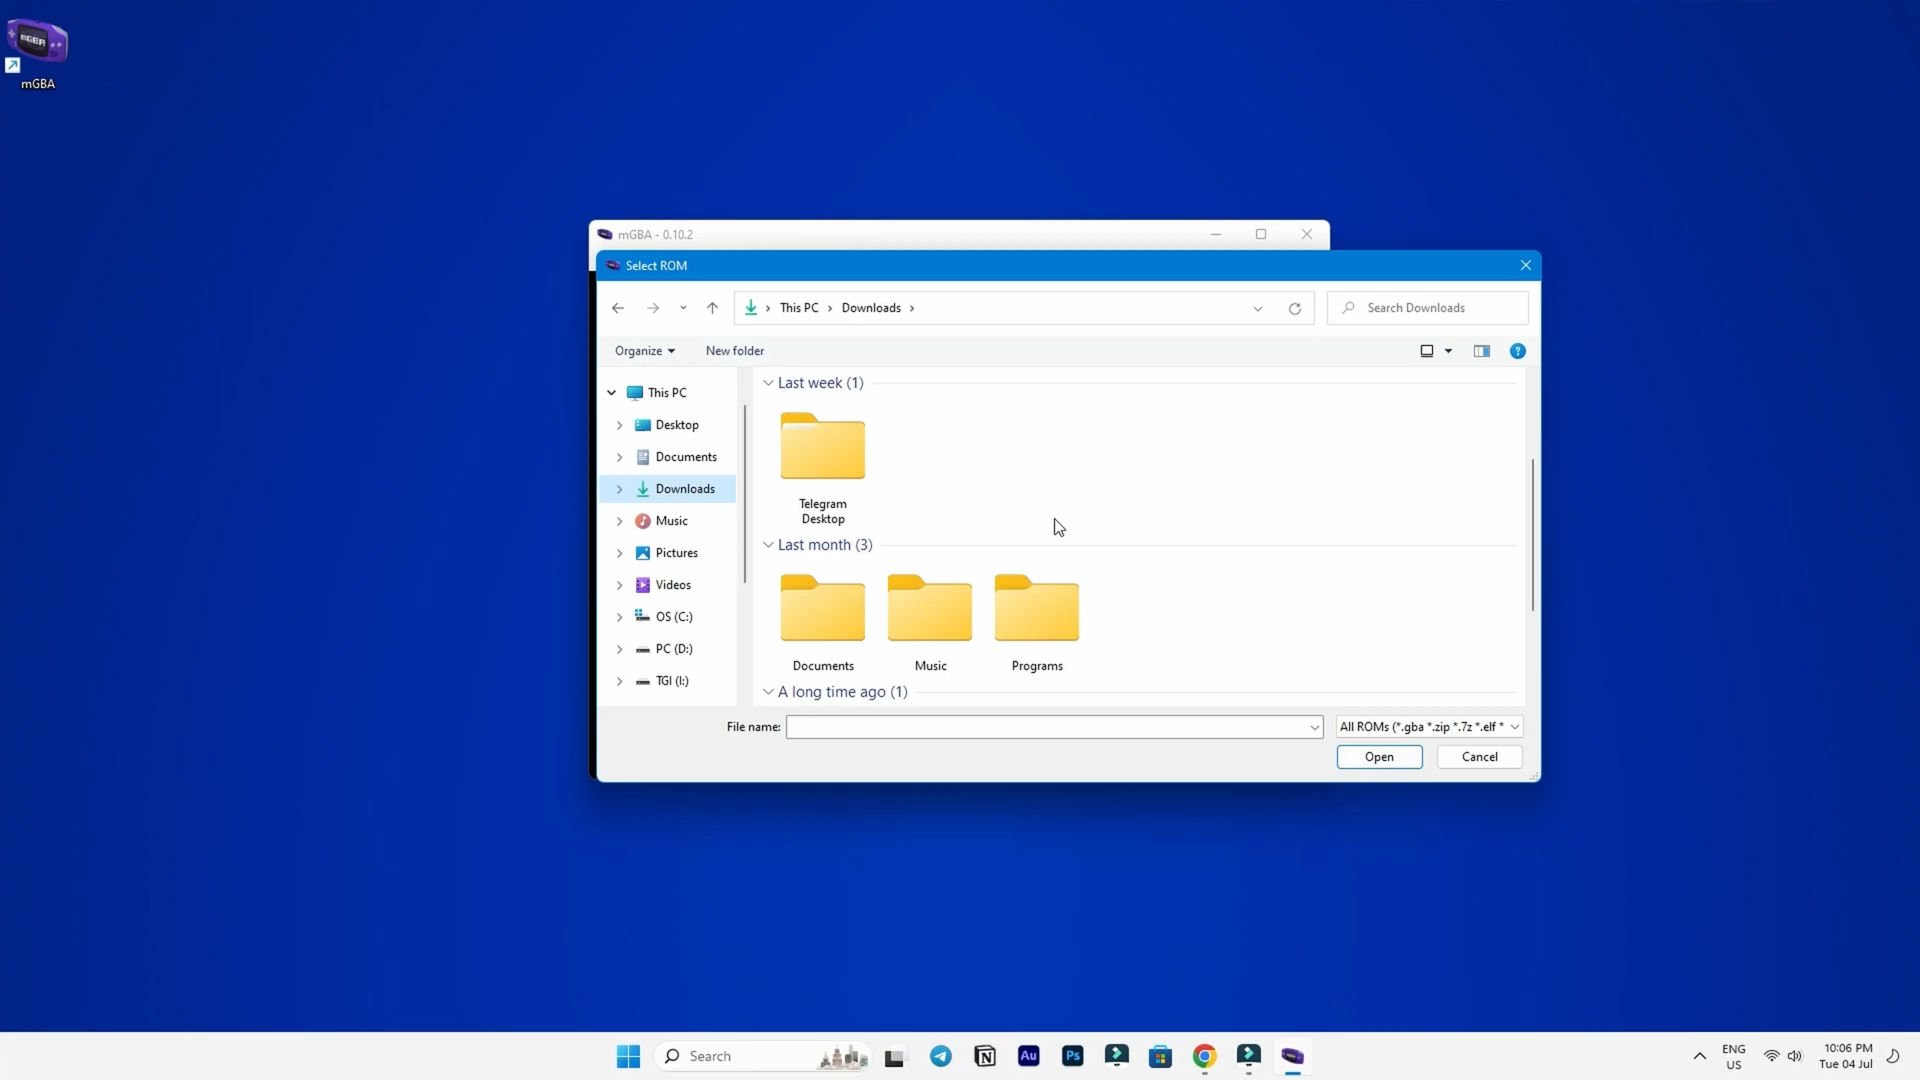 mGBA
mGBA - 0.10.2
Select ROM
This PC
Downloads
Search Downloads
Organize
New folder
This PC
Desktop
Documents
Downloads
Music
Pictures
Videos
OS (C:)
PC (D:)
TGI (I:)
Last week (1)
Telegram
Desktop
Last month (3)
Documents
Music
Programs
A long time ago (1)
File name:
All ROMs (*.gba *.zip *.7z *.elf *
Open
Cancel
Search
Au
Ps
ENG
US
10:06 PM
Tue 04 Jul